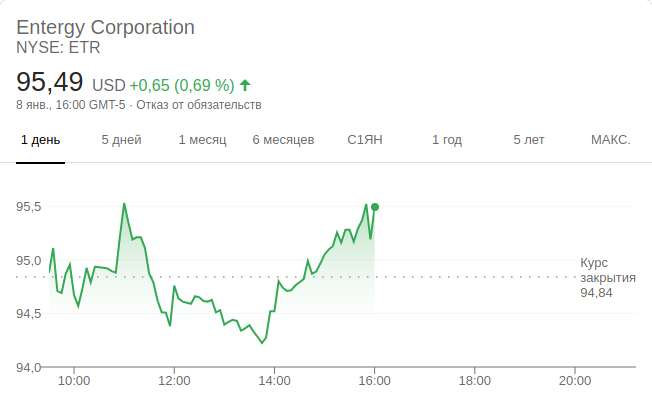 Entergy Corporation
NYSE: ETR
95,49 USD +0,65 (0,69 %)
8 янв., 16:00 GMT-5 · Отказ от обязательств
1 день 5 дней 1 месяц 6 месяцев С1ЯН 1 год 5 лет МАКС.
95,5
95,0
94,5
94,0
Курс
закрытия
94,84
10:00 12:00 14:00 16:00 18:00 20:00